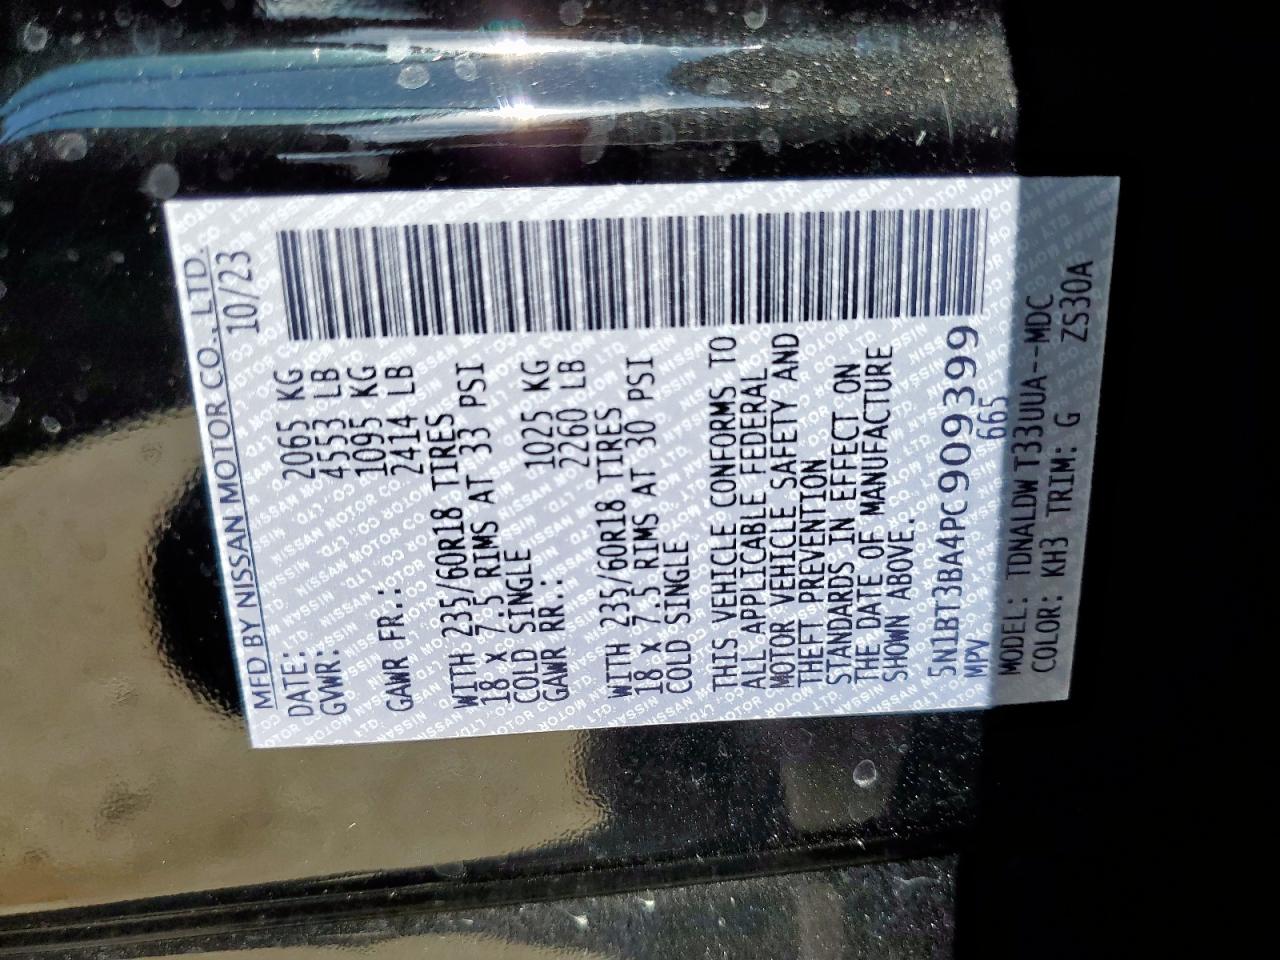 MFD BY NISSAN MOTOR CO., LTD.
DATE: 10/23
GVWR: 2065 KG
4553 LB
GAWR FR.: 1095 KG
2414 LB
WITH 235/60R18 TIRES
18 X 7.5 RIMS AT 33 PSI
COLD SINGLE
GAWR RR.: 1025 KG
2260 LB
WITH 235/60R18 TIRES
18 X 7.5 RIMS AT 30 PSI
COLD SINGLE
THIS VEHICLE CONFORMS TO
ALL APPLICABLE FEDERAL
MOTOR VEHICLE SAFETY AND
THEFT PREVENTION
STANDARDS IN EFFECT ON
THE DATE OF MANUFACTURE
SHOWN ABOVE.
5N1BT3BA4PC909399
MPV 665
MODEL: TDNALDWT33UUA--MDC
COLOR: KH3 TRIM: G ZS30A